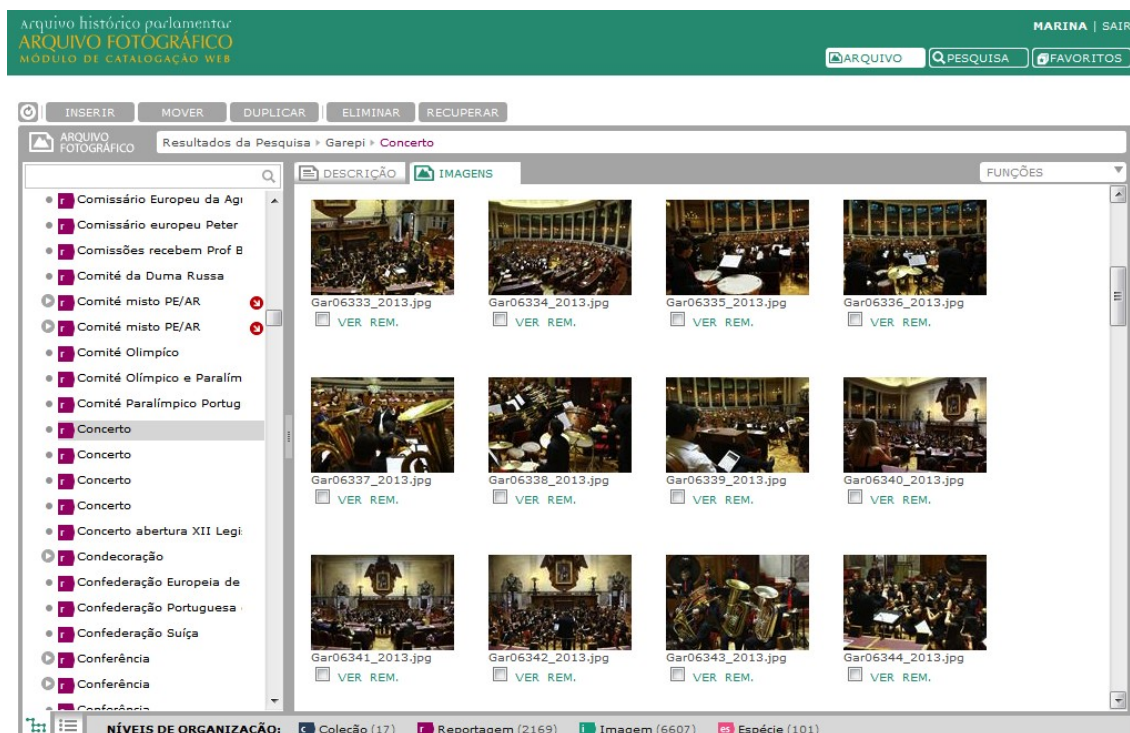 Arquivo histórico parlamentar
ARQUIVO FOTOGRÁFICO
MÓDULO DE CATALOGAÇÃO WEB
MARINA | SAIR
ARQUIVO PESQUISA FAVORITOS
INSERIR MOVER DUPLICAR ELIMINAR RECUPERAR
ARQUIVO FOTOGRÁFICO
Resultados da Pesquisa Garepi Concerto
DESCRIÇÃO IMAGENS FUNÇÕES
r Comissário Europeu da Agr
r Comissário europeu Peter
r Comissões recebem Prof B
r Comité da Duma Russa
r Comité misto PE/AR
r Comité misto PE/AR
r Comité Olimpíco
r Comité Olímpico e Paralím
r Comité Paralímpico Portug
r Concerto
r Concerto
r Concerto
r Concerto
r Concerto abertura XII Legi
r Condecoração
r Confederação Europeia de
r Confederação Portuguesa
r Confederação Suíça
r Conferência
r Conferência
r Conferência
Gar06333_2013.jpg Gar06334_2013.jpg Gar06335_2013.jpg Gar06336_2013.jpg
VER REM. VER REM. VER REM. VER REM.
Gar06337_2013.jpg Gar06338_2013.jpg Gar06339_2013.jpg Gar06340_2013.jpg
VER REM. VER REM. VER REM. VER REM.
Gar06341_2013.jpg Gar06342_2013.jpg Gar06343_2013.jpg Gar06344_2013.jpg
VER REM. VER REM. VER REM. VER REM.
NÍVEIS DE ORGANIZAÇÃO: c Coleção (17) r Reportagem (2169) i Imagem (6607) es Espécie (101)